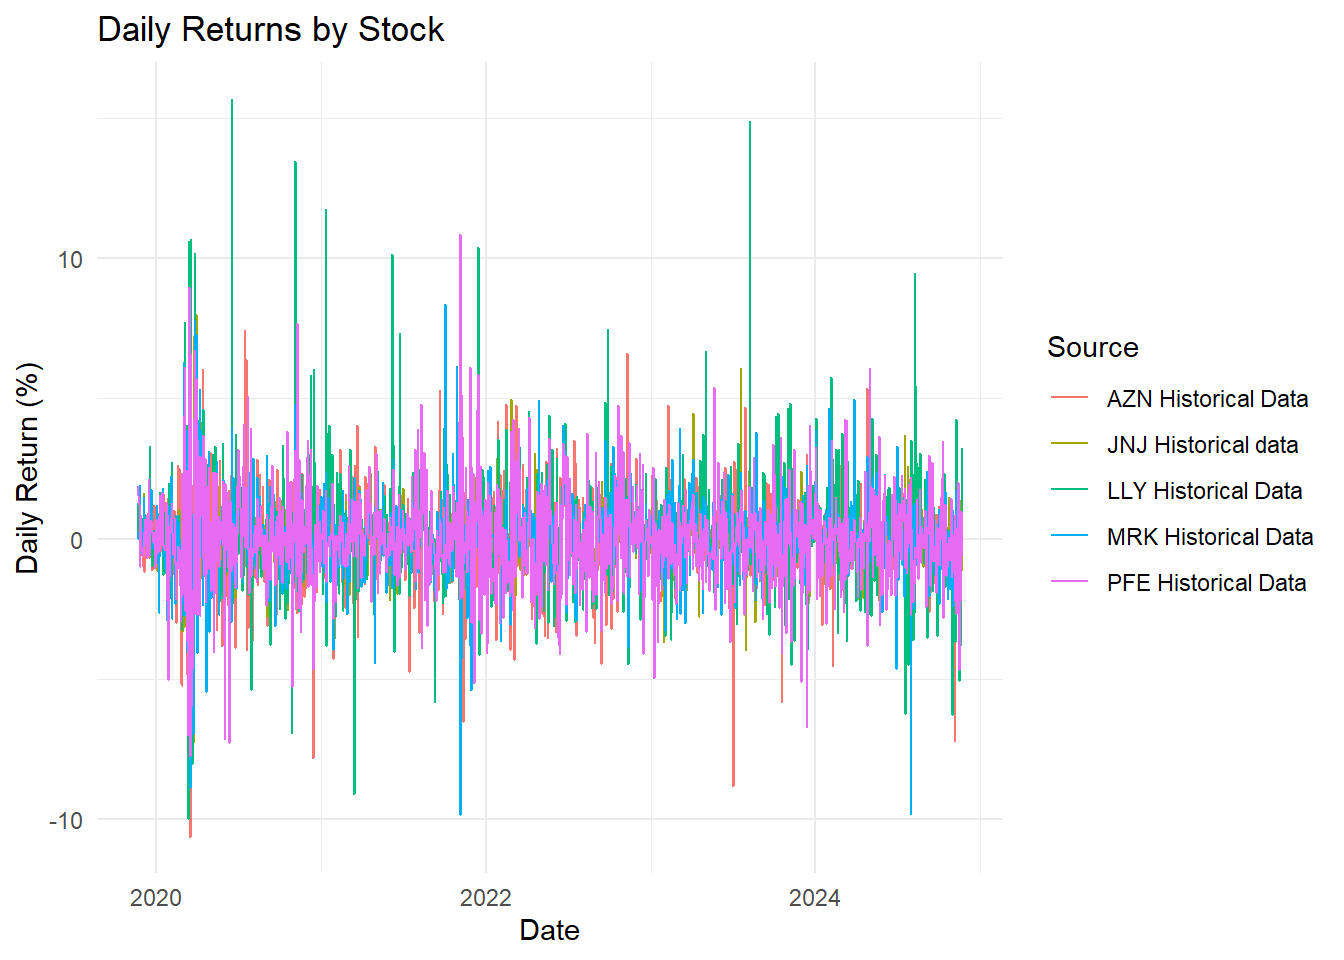 Daily Returns by Stock
Daily Return (%)
10
0
-10
2020
2022
2024
Date
Source
AZN Historical Data
JNJ Historical data
LLY Historical Data
MRK Historical Data
PFE Historical Data